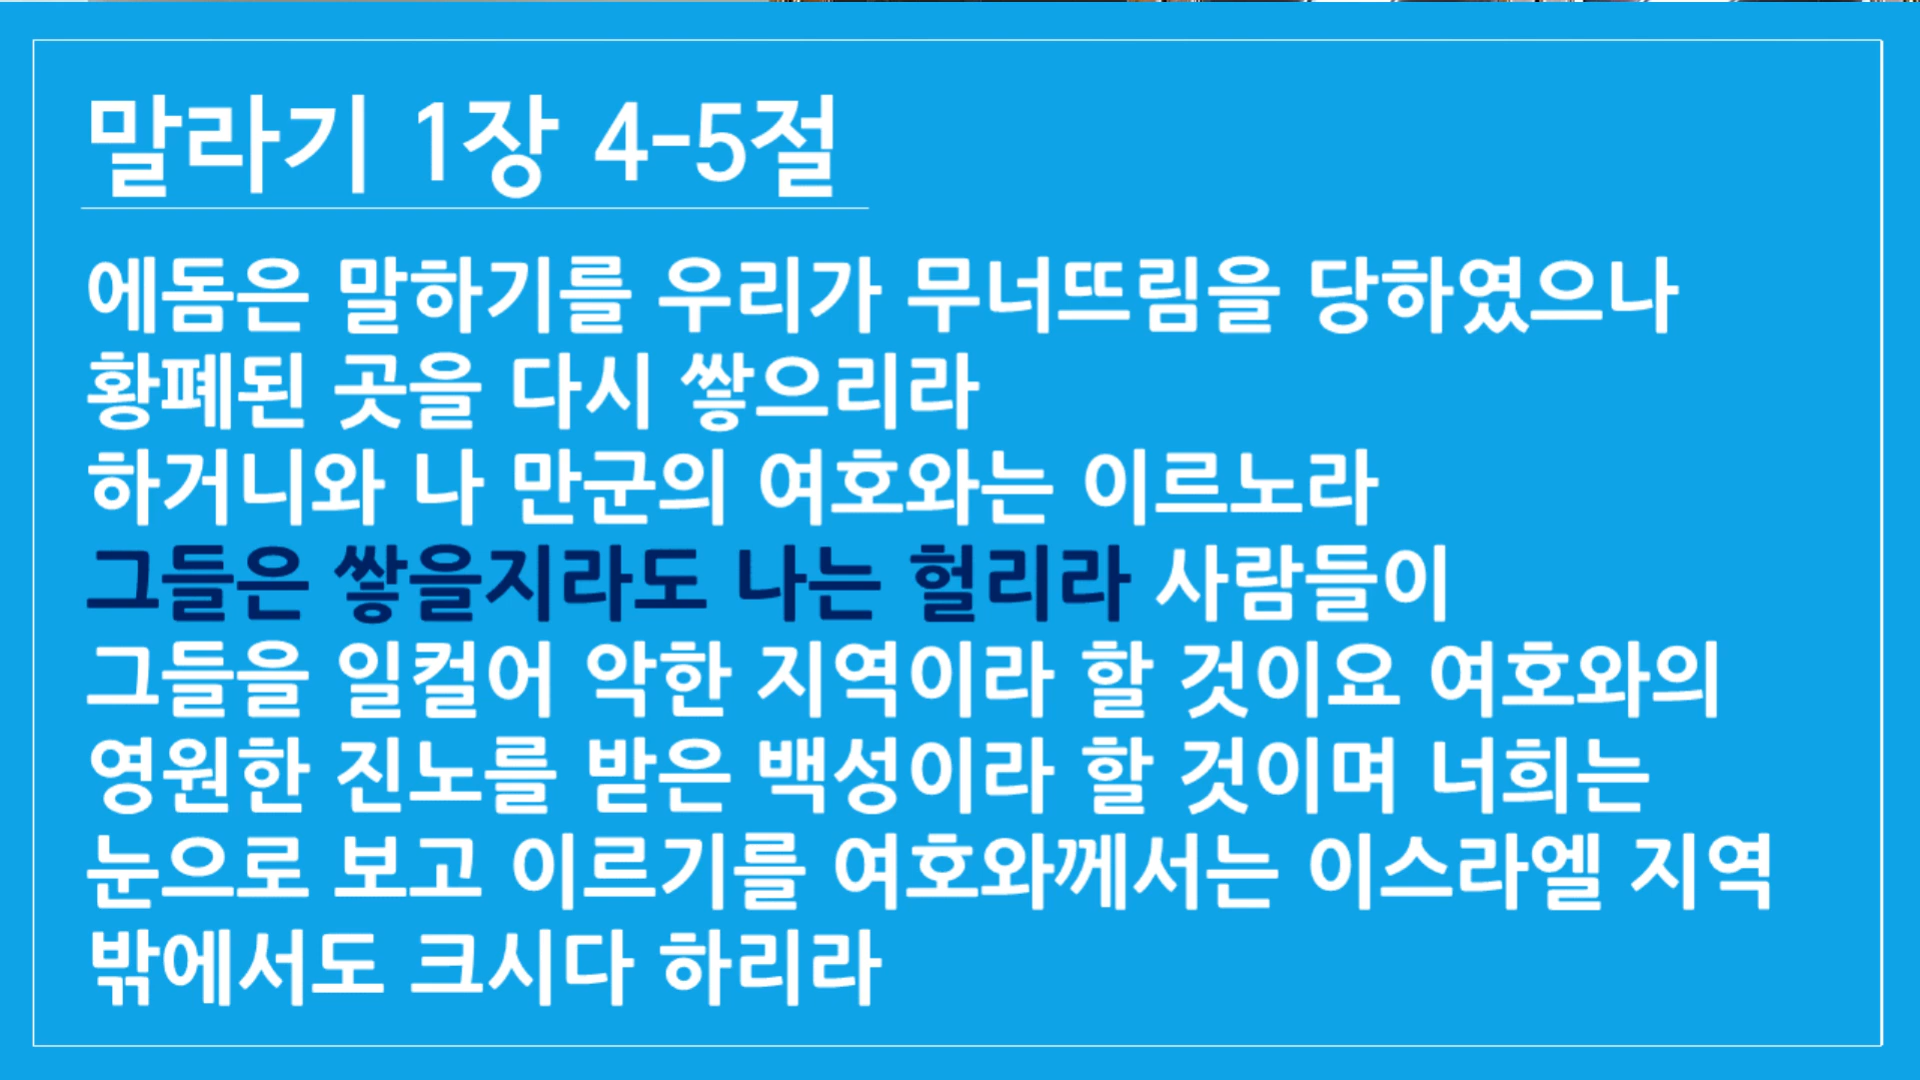 말라기 1장 4-5절
에돔은 말하기를 우리가 무너뜨림을 당하였으나
황폐된 곳을 다시 쌓으리라
하거니와 나 만군의 여호와는 이르노라
그들은 쌓을지라도 나는 헐리라 사람들이
그들을 일컬어 악한 지역이라 할 것이요 여호와의
영원한 진노를 받은 백성이라 할 것이며 너희는
눈으로 보고 이르기를 여호와께서는 이스라엘 지역
밖에서도 크시다 하리라